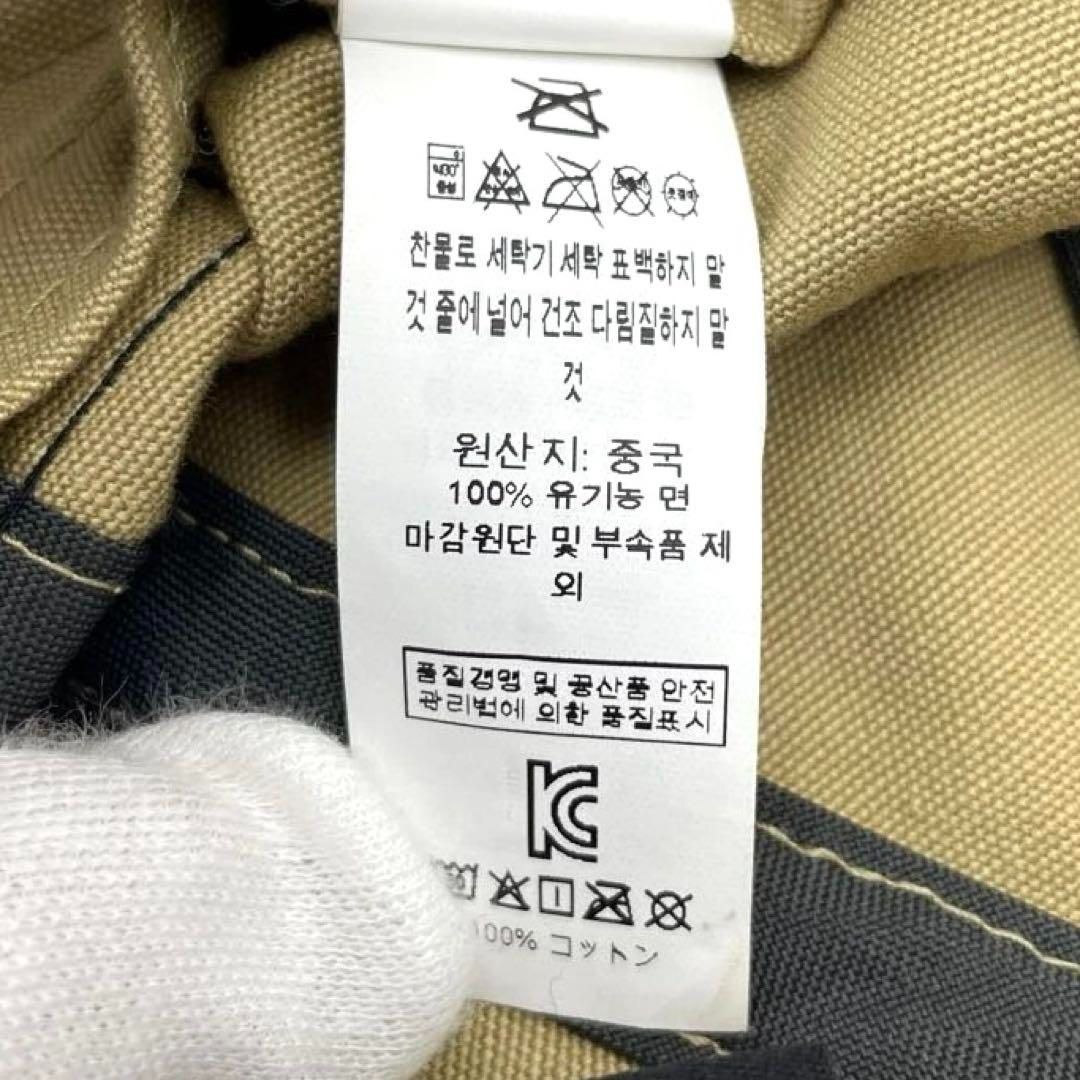 찬물로 세탁기 세탁 표백하지 말
것 줄에 널어 건조 다림질하지 말
것
원산지: 중국
100% 유기농 면
마감원단 및 부속품 제
외
품질경영 및 공산품 안전
관리법에 의한 품질표시
KC
100% コットン